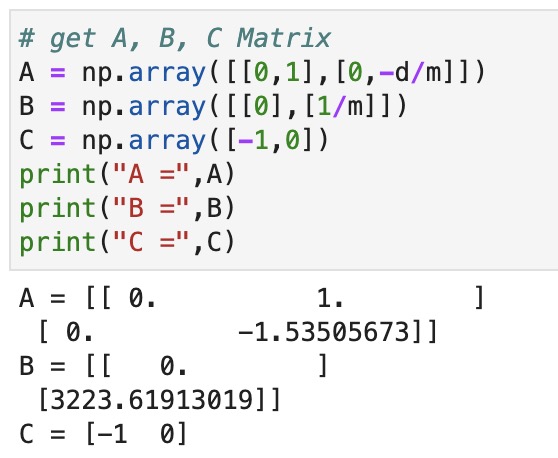 # get A, B, C Matrix
A = np.array([[0,1],[0,-d/m]])
B = np.array([[0],[1/m]])
C = np.array([-1,0])
print("A =",A)
print("B =",B)
print("C =",C)
A = [[ 0.          1.        ]
 [ 0.         -1.53505673]]
B = [[   0.        ]
 [3223.61913019]]
C = [-1  0]